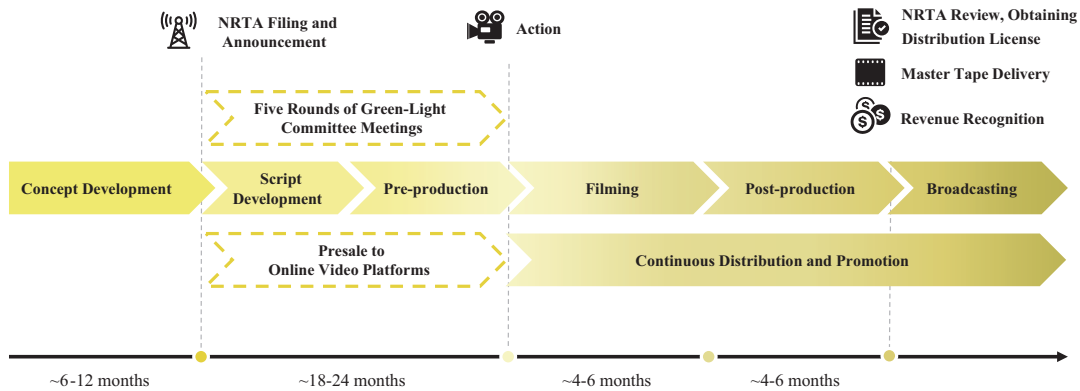 NRTA Filing and
Announcement
Action
NRTA Review, Obtaining
Distribution License
Master Tape Delivery
Revenue Recognition
Five Rounds of Green-Light
Committee Meetings
Concept Development
Script
Development
Pre-production
Filming
Post-production
Broadcasting
Presale to
Online Video Platforms
Continuous Distribution and Promotion
~6-12 months
~18-24 months
~4-6 months
~4-6 months